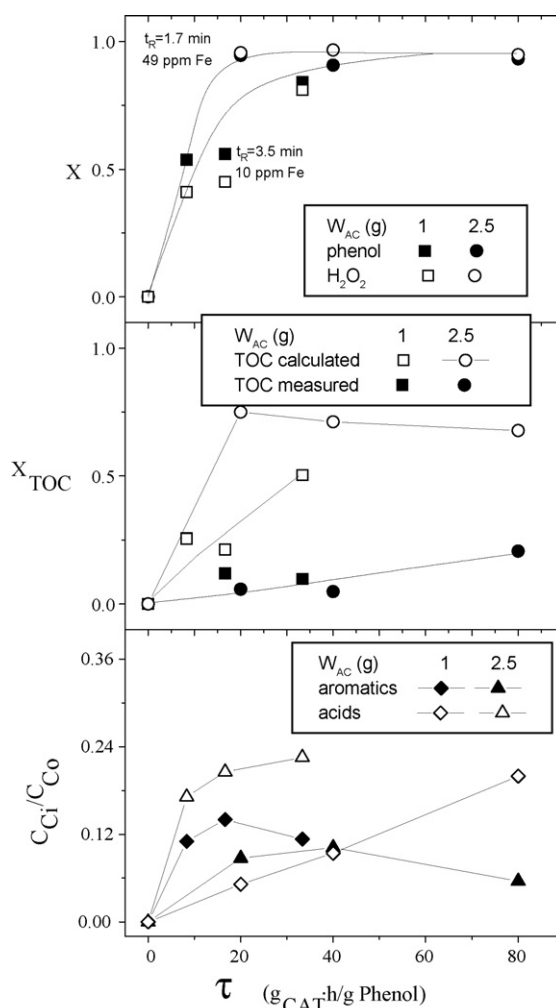 t_R=1.7 min
49 ppm Fe
1.0
X
0.5
0.0
t_R=3.5 min
10 ppm Fe
W_AC (g) 1 2.5
phenol
H₂O₂
W_AC (g) 1 2.5
TOC calculated
TOC measured
1.0
X_TOC
0.5
0.0
W_AC (g) 1 2.5
aromatics
acids
0.36
C_Ci/C_Co
0.24
0.12
0.00
0 20 40 60 80
τ (g_CAT·h/g Phenol)